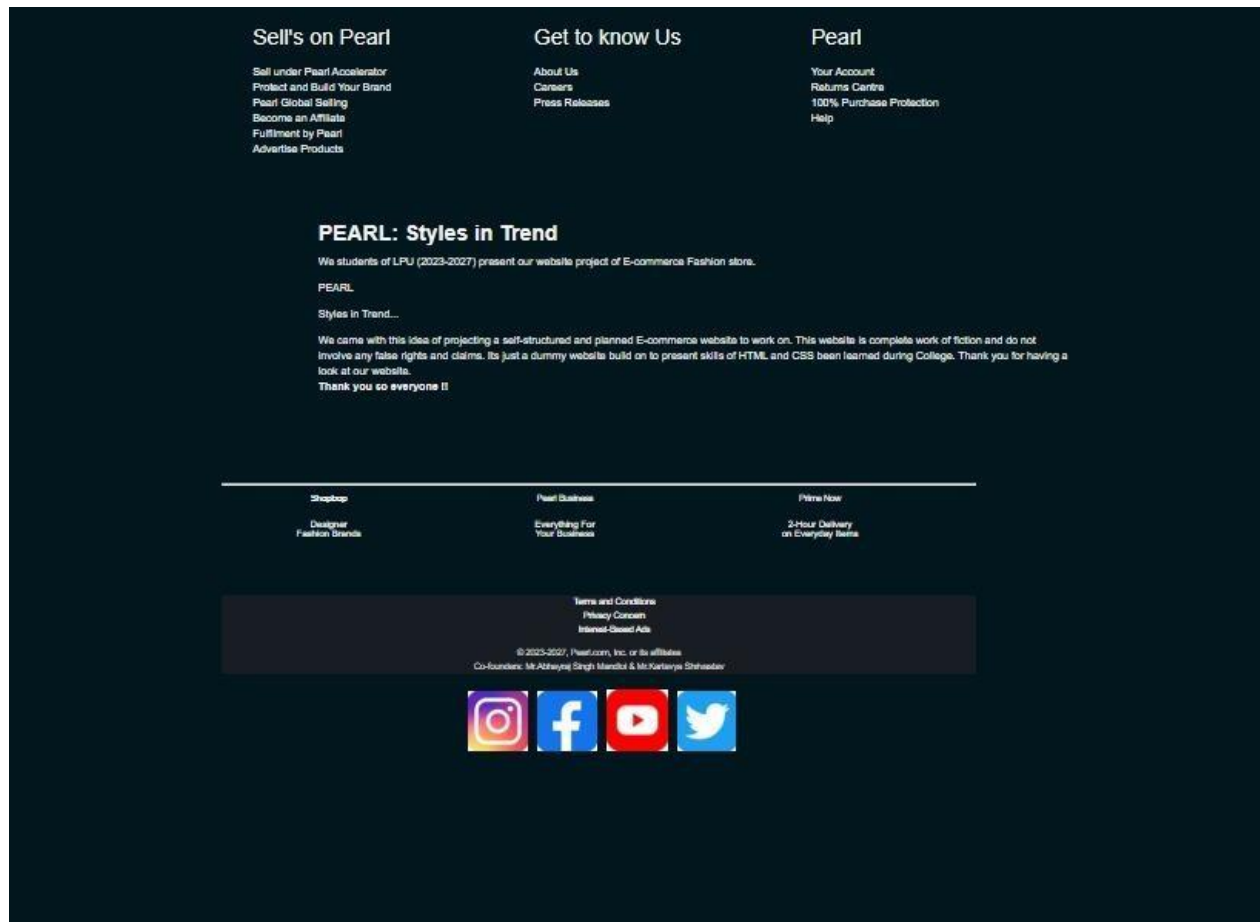 Sell's on Pearl
Sell under Pearl Accelerator
Protect and Build Your Brand
Pearl Global Selling
Become an Affiliate
Fulfilment by Pearl
Advertise Products
Get to know Us
About Us
Careers
Press Releases
Pearl
Your Account
Returns Centre
100% Purchase Protection
Help
PEARL: Styles in Trend
We students of LPU (2023-2027) present our website project of E-commerce Fashion store.
PEARL
Styles in Trend...
We came with this idea of projecting a self-structured and planned E-commerce website to work on. This website is complete work of fiction and do not
involve any false rights and claims. Its just a dummy website build on to present skills of HTML and CSS been learned during College. Thank you for having a
look at our website.
Thank you so everyone !!
Shopbop
Designer
Fashion Brands
Pearl Business
Everything For
Your Business
Prime Now
2-Hour Delivery
on Everyday Items
Terms and Conditions
Privacy Concern
Interest-Based Ads
© 2023-2027, Pearl.com, Inc. or its affiliates
Co-founders: Mr.Abhayraj Singh & Mr.Kartavya